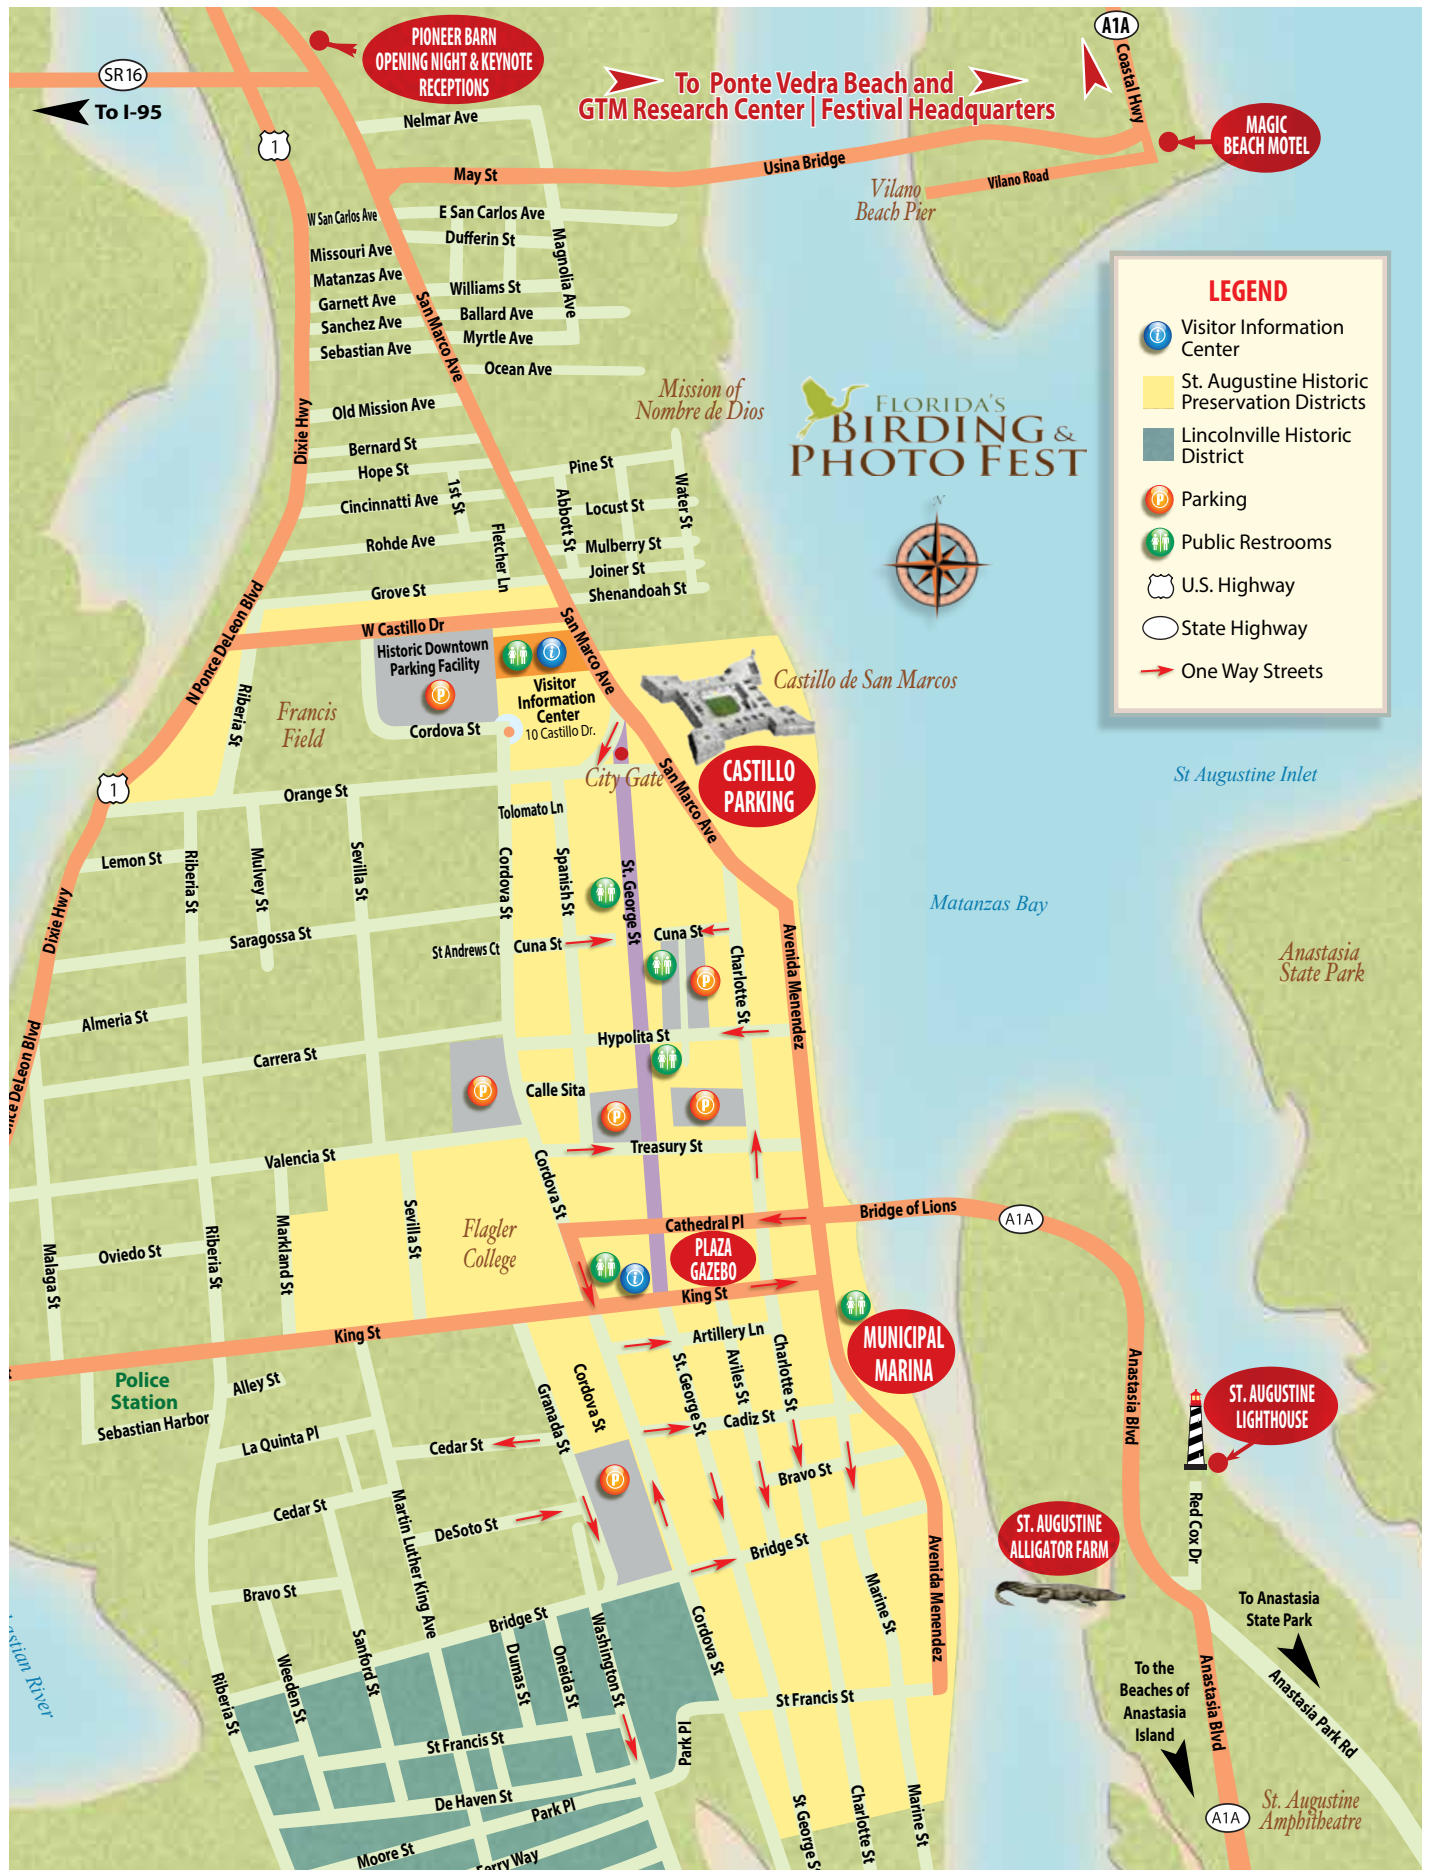 PIONEER BARN
OPENING NIGHT & KEYNOTE
RECEPTIONS
SR16
To I-95
1
To Ponte Vedra Beach and
GTM Research Center | Festival Headquarters
A1A
Coastal Hwy
MAGIC
BEACH MOTEL
Nelmar Ave
May St
Usina Bridge
Vilano Road
Vilano
Beach Pier
W San Carlos Ave
E San Carlos Ave
Dufferin St
Magnolia Ave
Missouri Ave
Matanzas Ave
Garnett Ave
Sanchez Ave
Sebastian Ave
San Marco Ave
Williams St
Ballard Ave
Myrtle Ave
Ocean Ave
Dixie Hwy
Old Mission Ave
Bernard St
Hope St
Cincinnatti Ave
1st St
Rohde Ave
Fletcher Ln
Grove St
Pine St
Abbott St
Locust St
Water St
Mulberry St
Joiner St
Shenandoah St
Mission of
Nombre de Dios
FLORIDA'S
BIRDING &
PHOTO FEST
N
LEGEND
Visitor Information
Center
St. Augustine Historic
Preservation Districts
Lincolnville Historic
District
P
Parking
Public Restrooms
U.S. Highway
State Highway
One Way Streets
N Ponce DeLeon Blvd
W Castillo Dr
Historic Downtown
Parking Facility
P
i
Visitor
Information
Center
10 Castillo Dr.
San Marco Ave
Castillo de San Marcos
Riberia St
Francis
Field
Cordova St
City Gate
San Marco Ave
CASTILLO
PARKING
St Augustine Inlet
1
Orange St
Tolomato Ln
Lemon St
Riberia St
Mulvey St
Sevilla St
Cordova St
Spanish St
St. George St
Dixie Hwy
Saragossa St
St Andrews Ct
Cuna St
Cuna St
Charlotte St
Avenida Menendez
Matanzas Bay
Anastasia
State Park
P
Almeria St
Carrera St
Hypolita St
Calle Sita
P
P
P
Treasury St
Valencia St
Cordova St
Malaga St
Oviedo St
Riberia St
Markland St
Sevilla St
Flagler
College
Cathedral Pl
PLAZA
GAZEBO
Bridge of Lions
A1A
i
King St
King St
Artillery Ln
MUNICIPAL
MARINA
Police
Station
Alley St
Sebastian Harbor
La Quinta Pl
Cedar St
Granada St
Cordova St
St. George St
Aviles St
Charlotte St
Cadiz St
Bravo St
Anastasia Blvd
ST. AUGUSTINE
LIGHTHOUSE
Red Cox Dr
Cedar St
Martin Luther King Ave
DeSoto St
P
Bridge St
ST. AUGUSTINE
ALLIGATOR FARM
Bravo St
Bridge St
Weeden St
Sanford St
Riberia St
Dumas St
Oneida St
Washington St
Cordova St
Marine St
Avenida Menendez
St Francis St
St Francis St
Park Pl
De Haven St
Park Pl
Moore St
St George St
Charlotte St
Marine St
To Anastasia
State Park
To the
Beaches of
Anastasia
Island
Anastasia Blvd
Anastasia Park Rd
A1A
St. Augustine
Amphitheatre